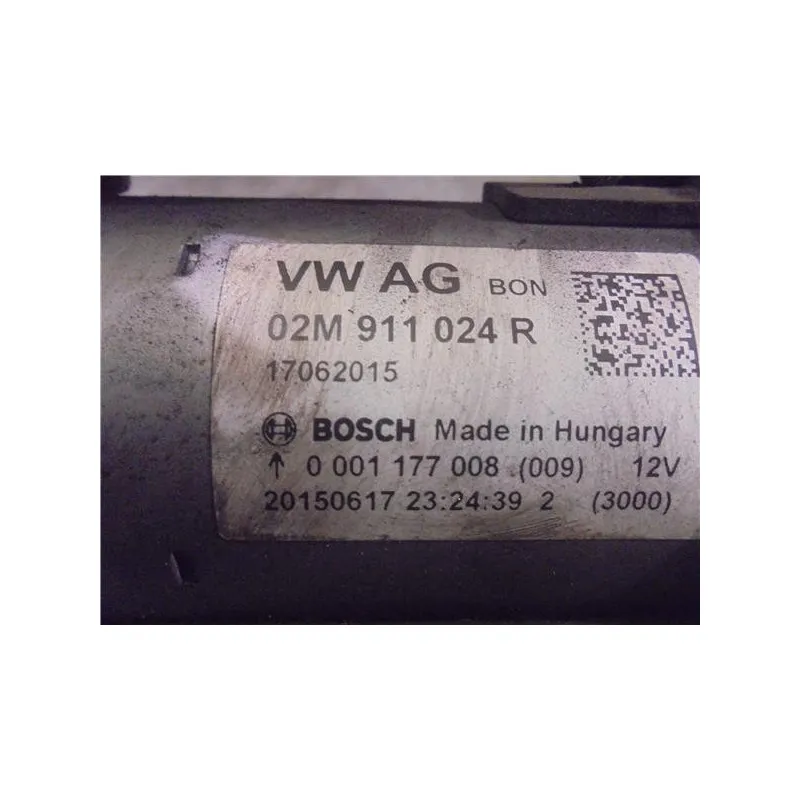 VW AG BON
02M 911 024 R
17062015
BOSCH Made in Hungary
↑ 0 001 177 008 (009) 12V
20150617 23:24:39 2 (3000)